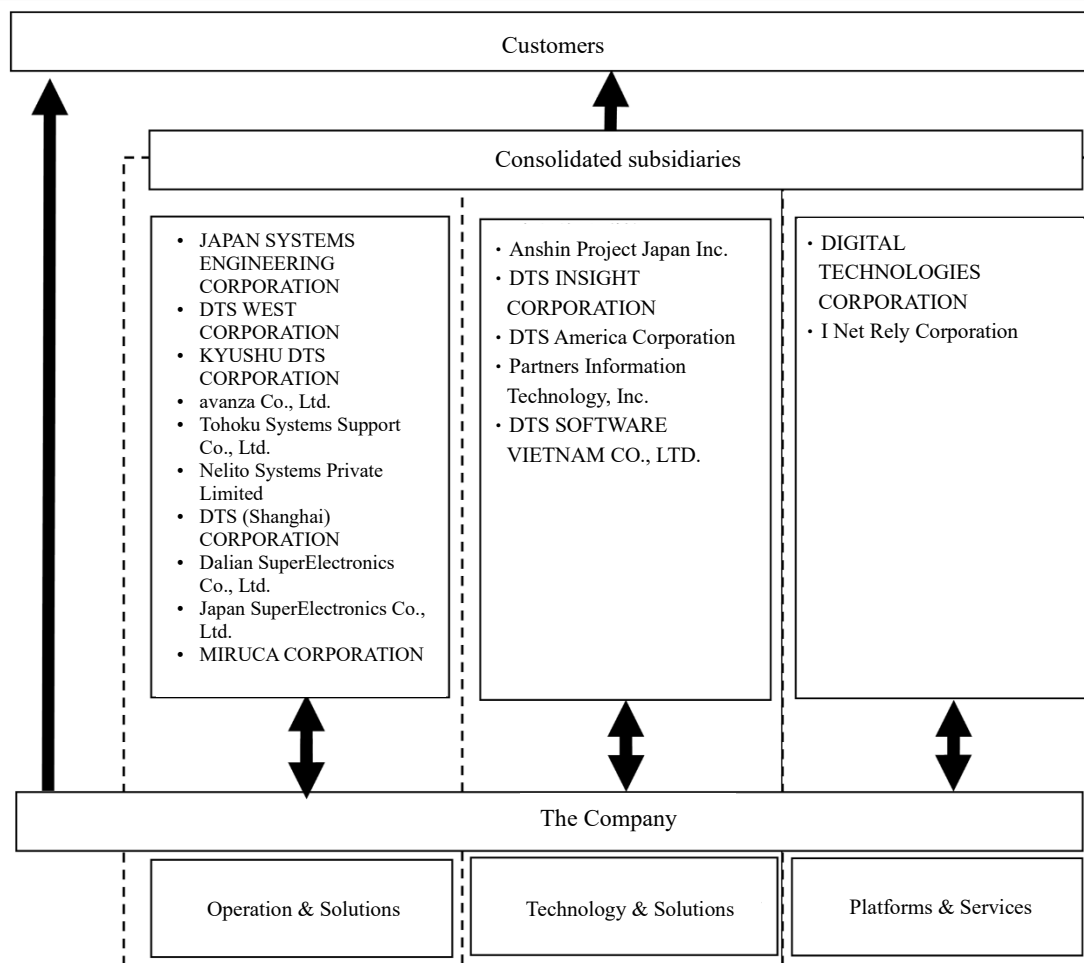 Customers
Consolidated subsidiaries
• JAPAN SYSTEMS
ENGINEERING
CORPORATION
• DTS WEST
CORPORATION
• KYUSHU DTS
CORPORATION
• avanza Co., Ltd.
• Tohoku Systems Support
Co., Ltd.
• Nelito Systems Private
Limited
• DTS (Shanghai)
CORPORATION
• Dalian SuperElectronics
Co., Ltd.
• Japan SuperElectronics Co.,
Ltd.
• MIRUCA CORPORATION
・Anshin Project Japan Inc.
・DTS INSIGHT
CORPORATION
・DTS America Corporation
・Partners Information
Technology, Inc.
・DTS SOFTWARE
VIETNAM CO., LTD.
・DIGITAL
TECHNOLOGIES
CORPORATION
・I Net Rely Corporation
The Company
Operation & Solutions
Technology & Solutions
Platforms & Services